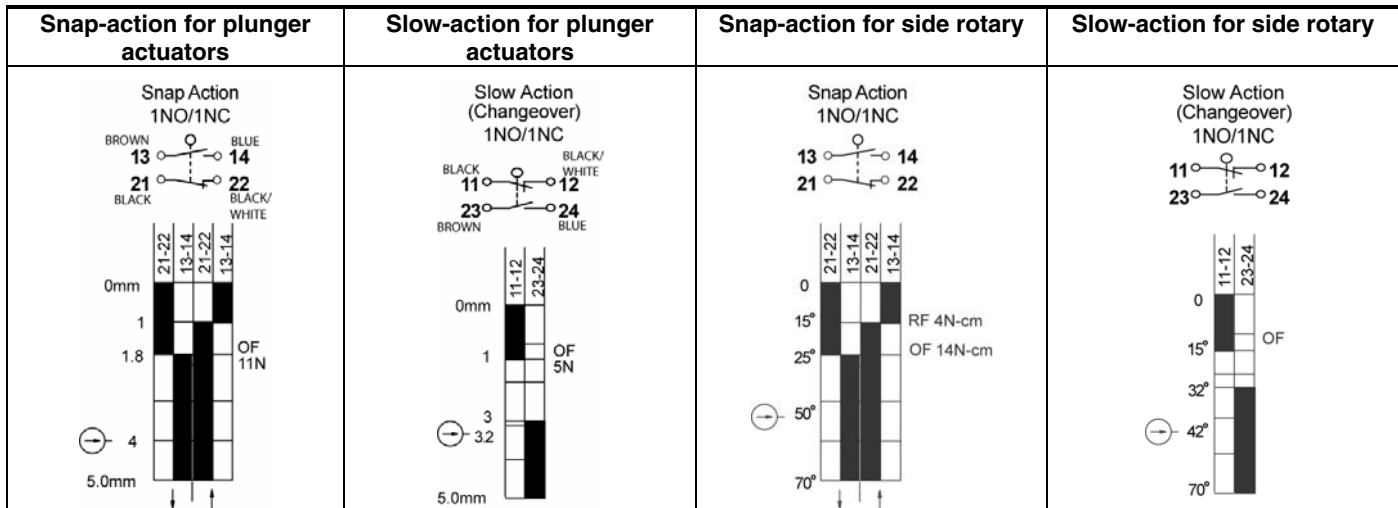 Snap-action for plunger
actuators
Slow-action for plunger
actuators
Snap-action for side rotary
Slow-action for side rotary
Snap Action
1NO/1NC
BROWN
BLUE
13
14
21
22
BLACK
BLACK/
WHITE
21-22
13-14
21-22
13-14
0mm
1
1.8
OF
11N
4
5.0mm
Slow Action
(Changeover)
1NO/1NC
BLACK
BLACK/
WHITE
11
12
23
24
BROWN
BLUE
11-12
23-24
0mm
1
OF
5N
3
3.2
5.0mm
Snap Action
1NO/1NC
13
14
21
22
21-22
13-14
21-22
13-14
0
15°
RF 4N-cm
25°
OF 14N-cm
50°
70°
Slow Action
(Changeover)
1NO/1NC
11
12
23
24
11-12
23-24
0
15°
OF
32°
42°
70°